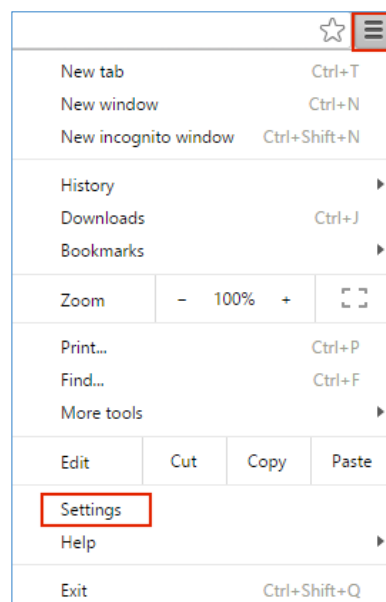 New tab Ctrl+T
New window Ctrl+N
New incognito window Ctrl+Shift+N
History
Downloads Ctrl+J
Bookmarks
Zoom - 100% +
Print... Ctrl+P
Find... Ctrl+F
More tools
Edit Cut Copy Paste
Settings
Help
Exit Ctrl+Shift+Q